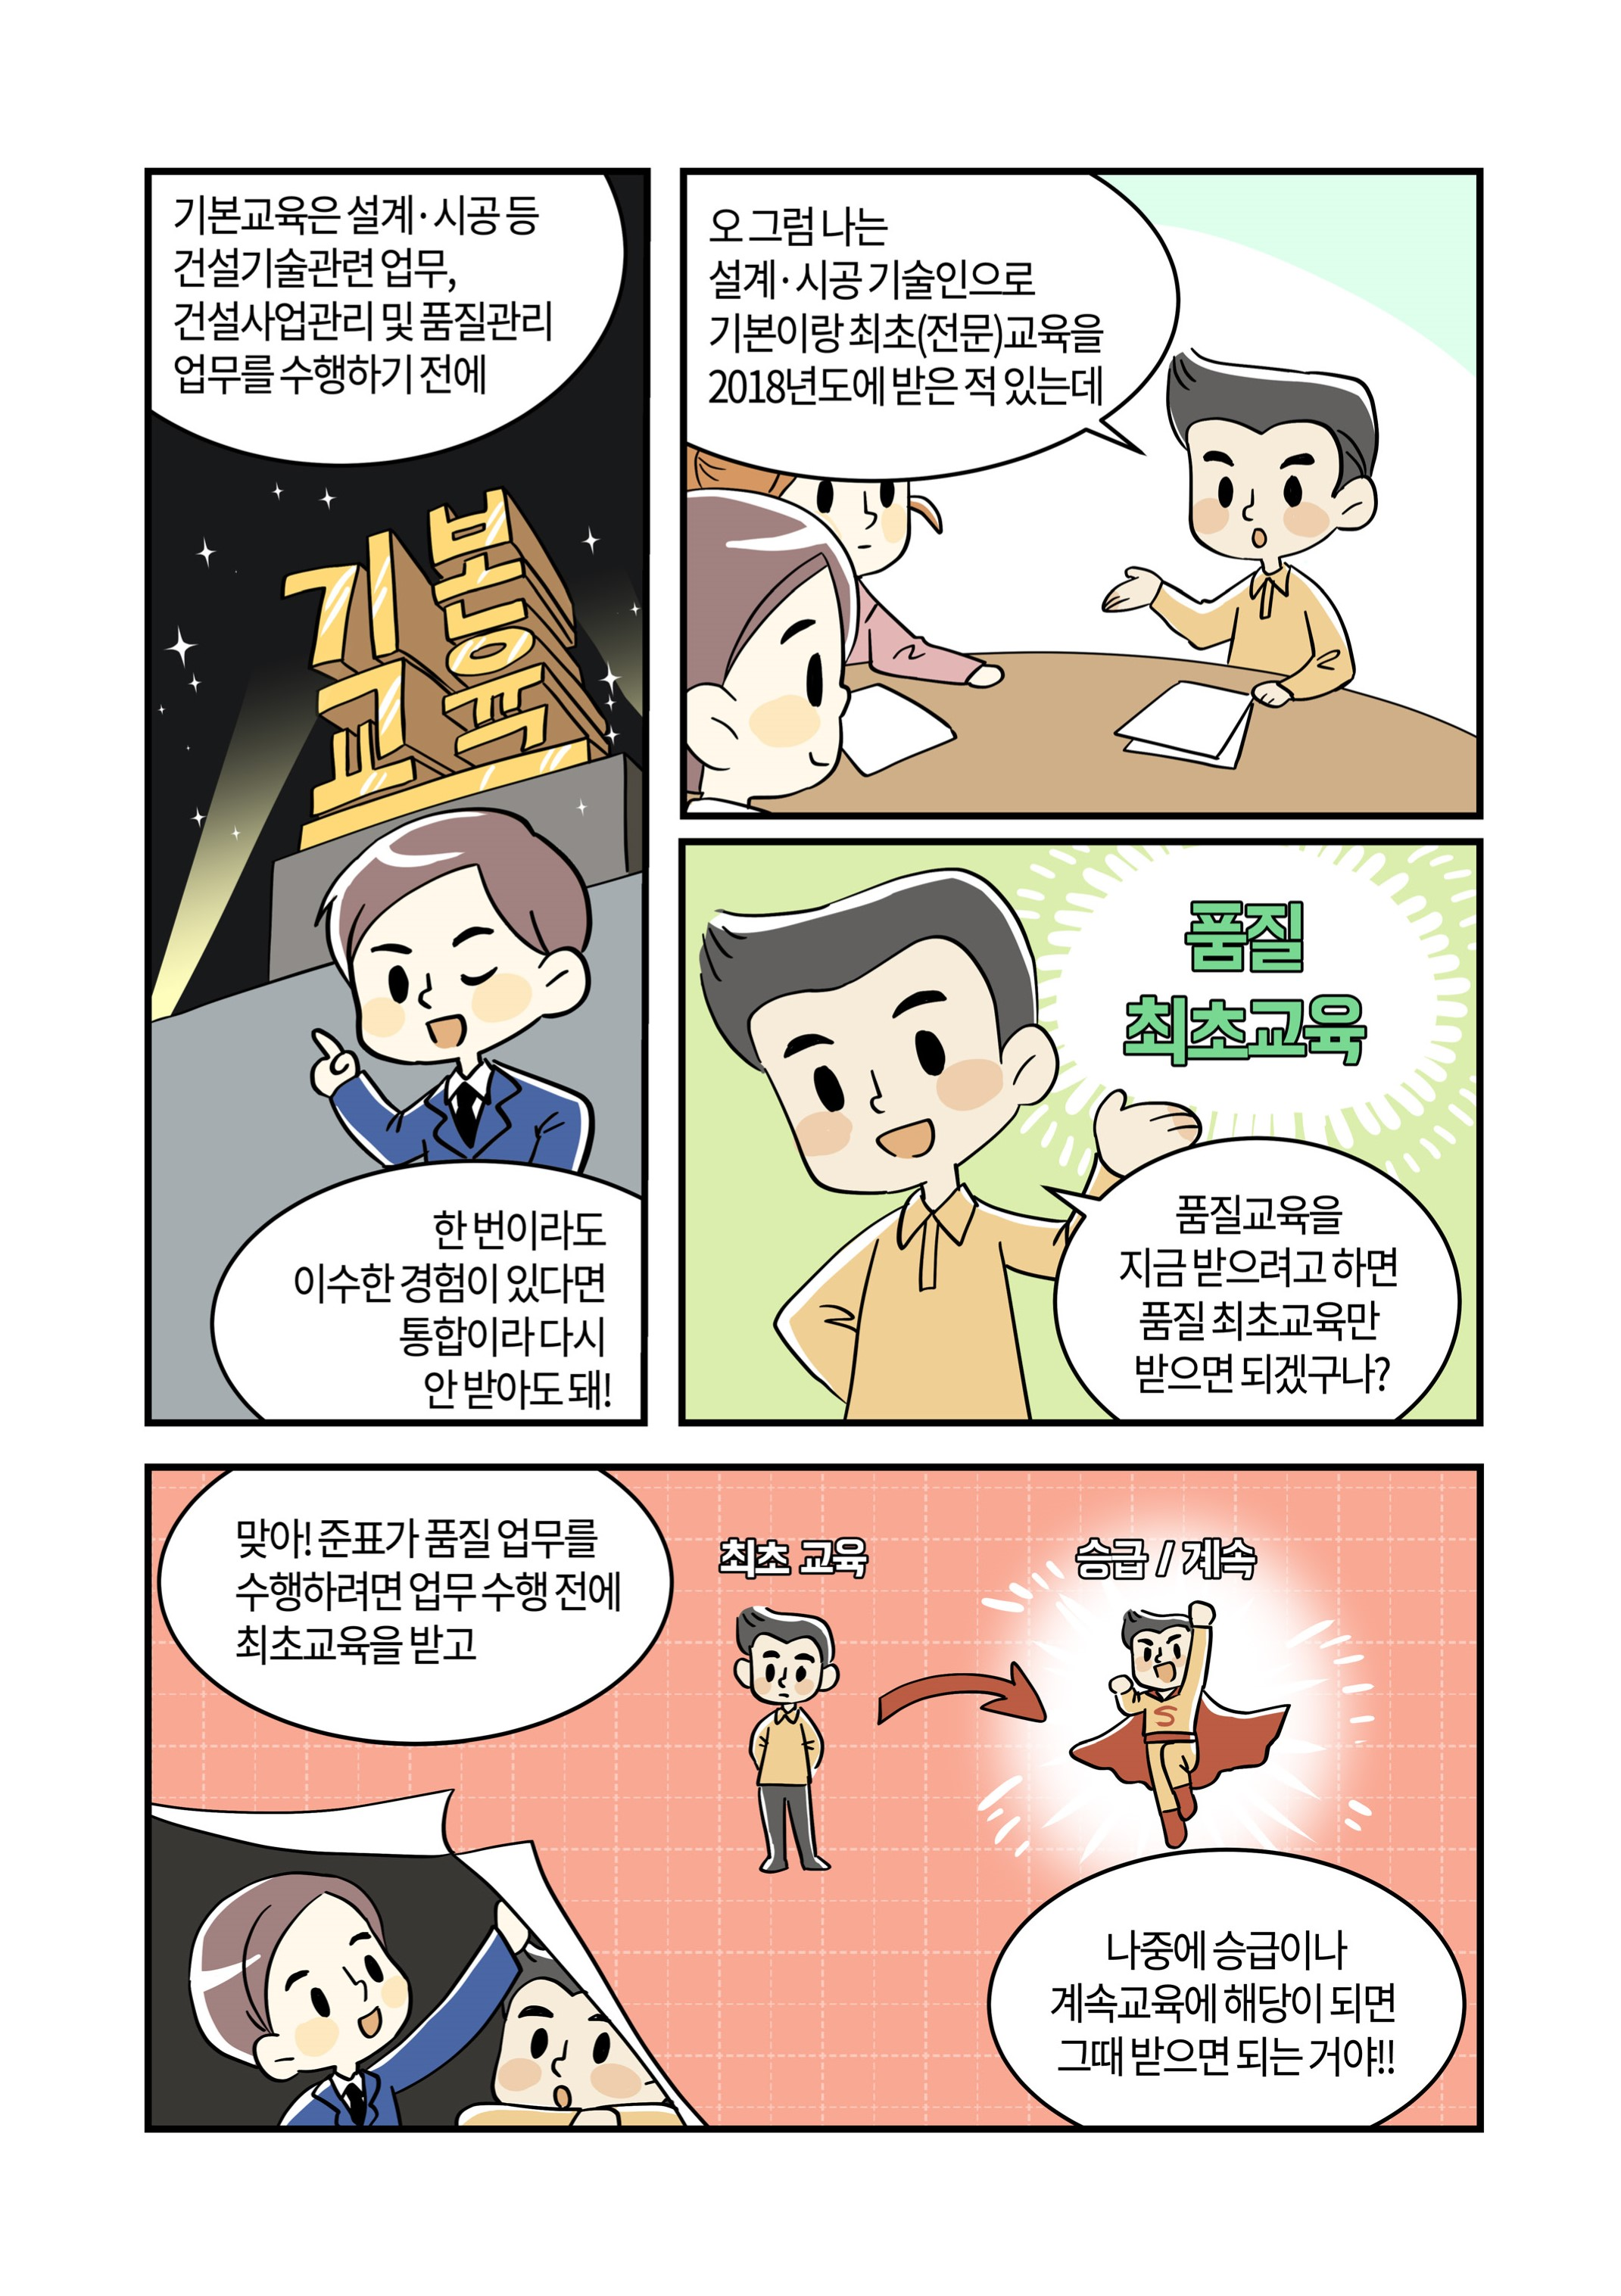 기본교육은 설계·시공 등
건설기술관련 업무,
건설사업관리 및 품질관리
업무를 수행하기 전에
기본
교육
한 번이라도
이수한 경험이 있다면
통합이라 다시
안 받아도 돼!
오 그럼 나는
설계·시공 기술인으로
기본이랑 최초(전문)교육을
2018년도에 받은 적 있는데
품질
최초교육
품질교육을
지금 받으려고 하면
품질 최초교육만
받으면 되겠구나?
맞아! 준표가 품질 업무를
수행하려면 업무 수행 전에
최초교육을 받고
최초 교육
승급 / 계속
S
나중에 승급이나
계속교육에 해당이 되면
그때 받으면 되는 거야!!